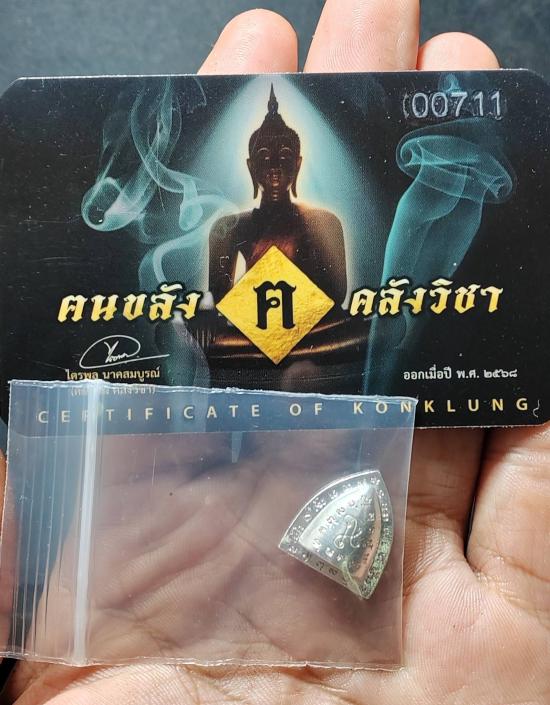 00711
ฅนขลัง ฅ คลังวิชา
ไตรพล นาคสมบูรณ์
ออกเมื่อปี พ.ศ. ๒๕๖๘
CERTIFICATE OF KONKLUNG